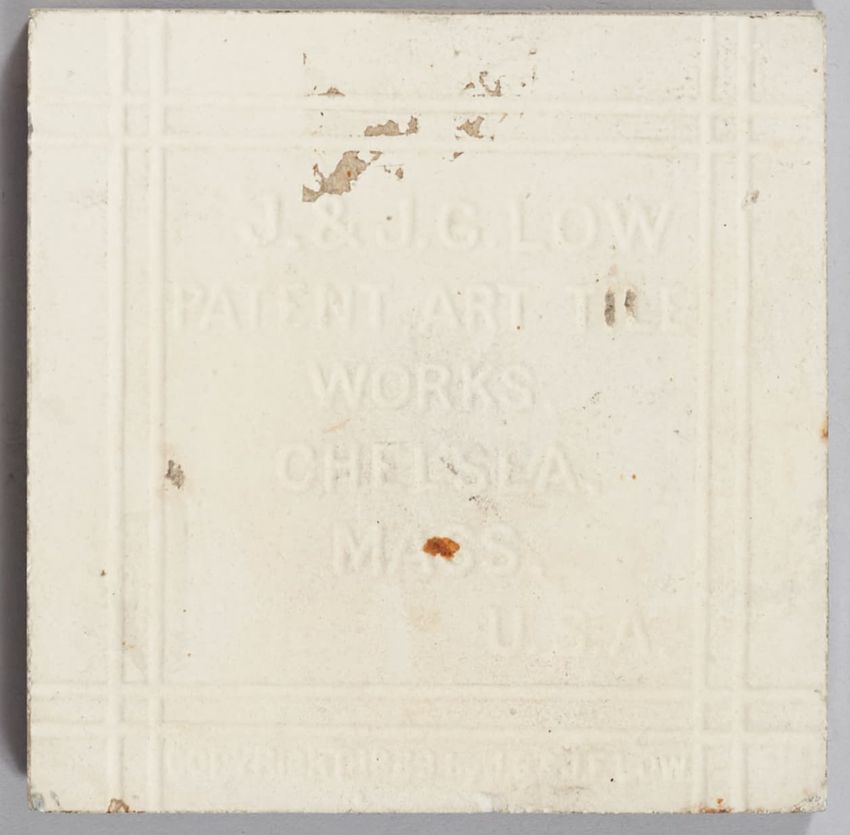 J. & J.G. LOW
PATENT ART TILE
WORKS,
CHELSEA,
MASS.
U.S.A.
COPYRIGHT BY J.G. & J.F. LOW